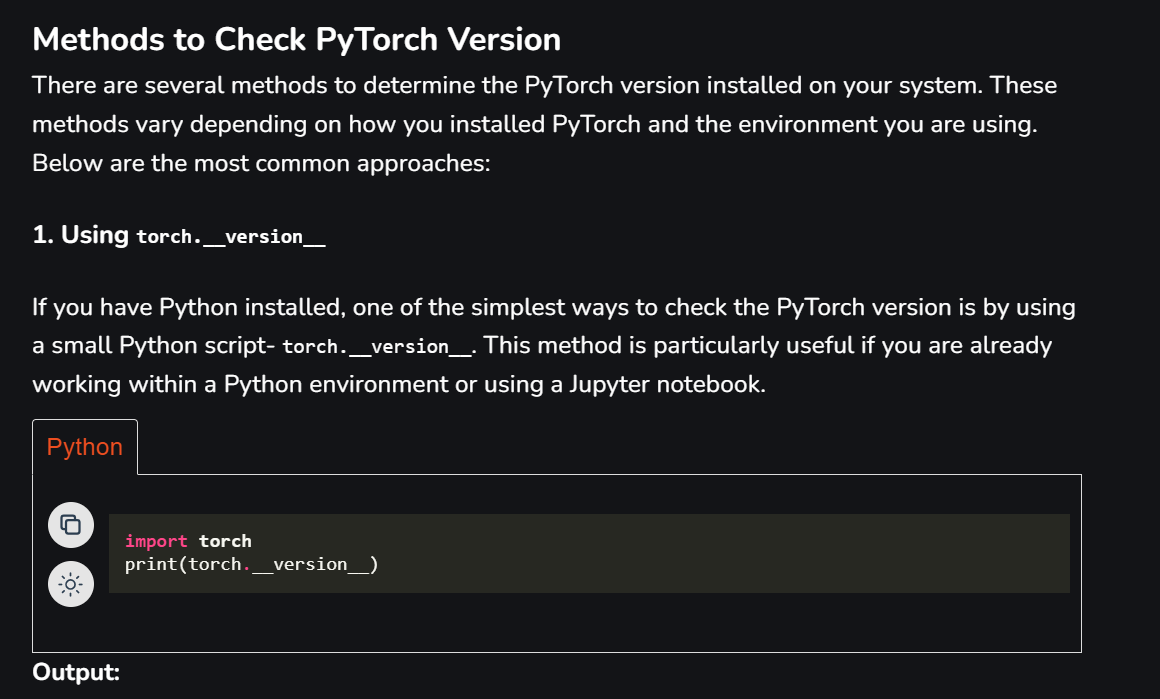 Methods to Check PyTorch Version
There are several methods to determine the PyTorch version installed on your system. These
methods vary depending on how you installed PyTorch and the environment you are using.
Below are the most common approaches:
1. Using torch.__version__
If you have Python installed, one of the simplest ways to check the PyTorch version is by using
a small Python script- torch.__version__. This method is particularly useful if you are already
working within a Python environment or using a Jupyter notebook.
Python
import torch
print(torch.__version__)
Output: